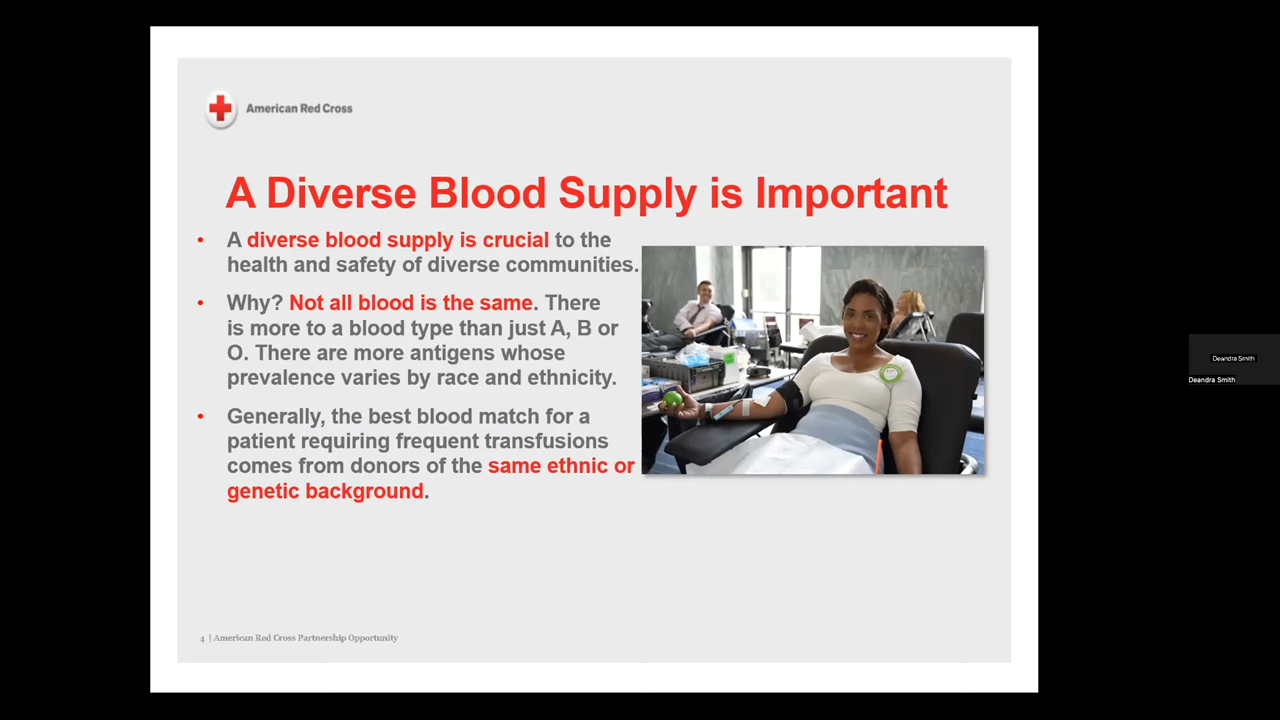 American Red Cross
A Diverse Blood Supply is Important
• A diverse blood supply is crucial to the
health and safety of diverse communities.
• Why? Not all blood is the same. There
is more to a blood type than just A, B or
O. There are more antigens whose
prevalence varies by race and ethnicity.
• Generally, the best blood match for a
patient requiring frequent transfusions
comes from donors of the same ethnic or
genetic background.
4 | American Red Cross Partnership Opportunity
Deandra Smith
Deandra Smith